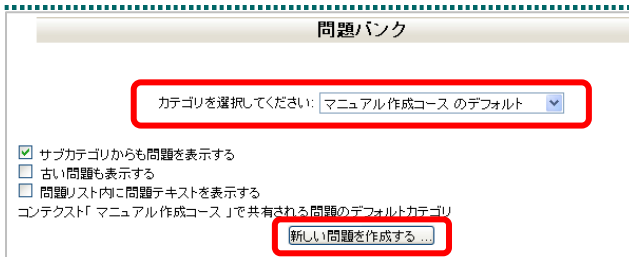 問題バンク
カテゴリを選択してください: マニュアル作成コース のデフォルト
サブカテゴリからも問題を表示する
古い問題も表示する
問題リスト内に問題テキストを表示する
コンテクスト「 マニュアル作成コース 」で共有される問題のデフォルトカテゴリ
新しい問題を作成する ...